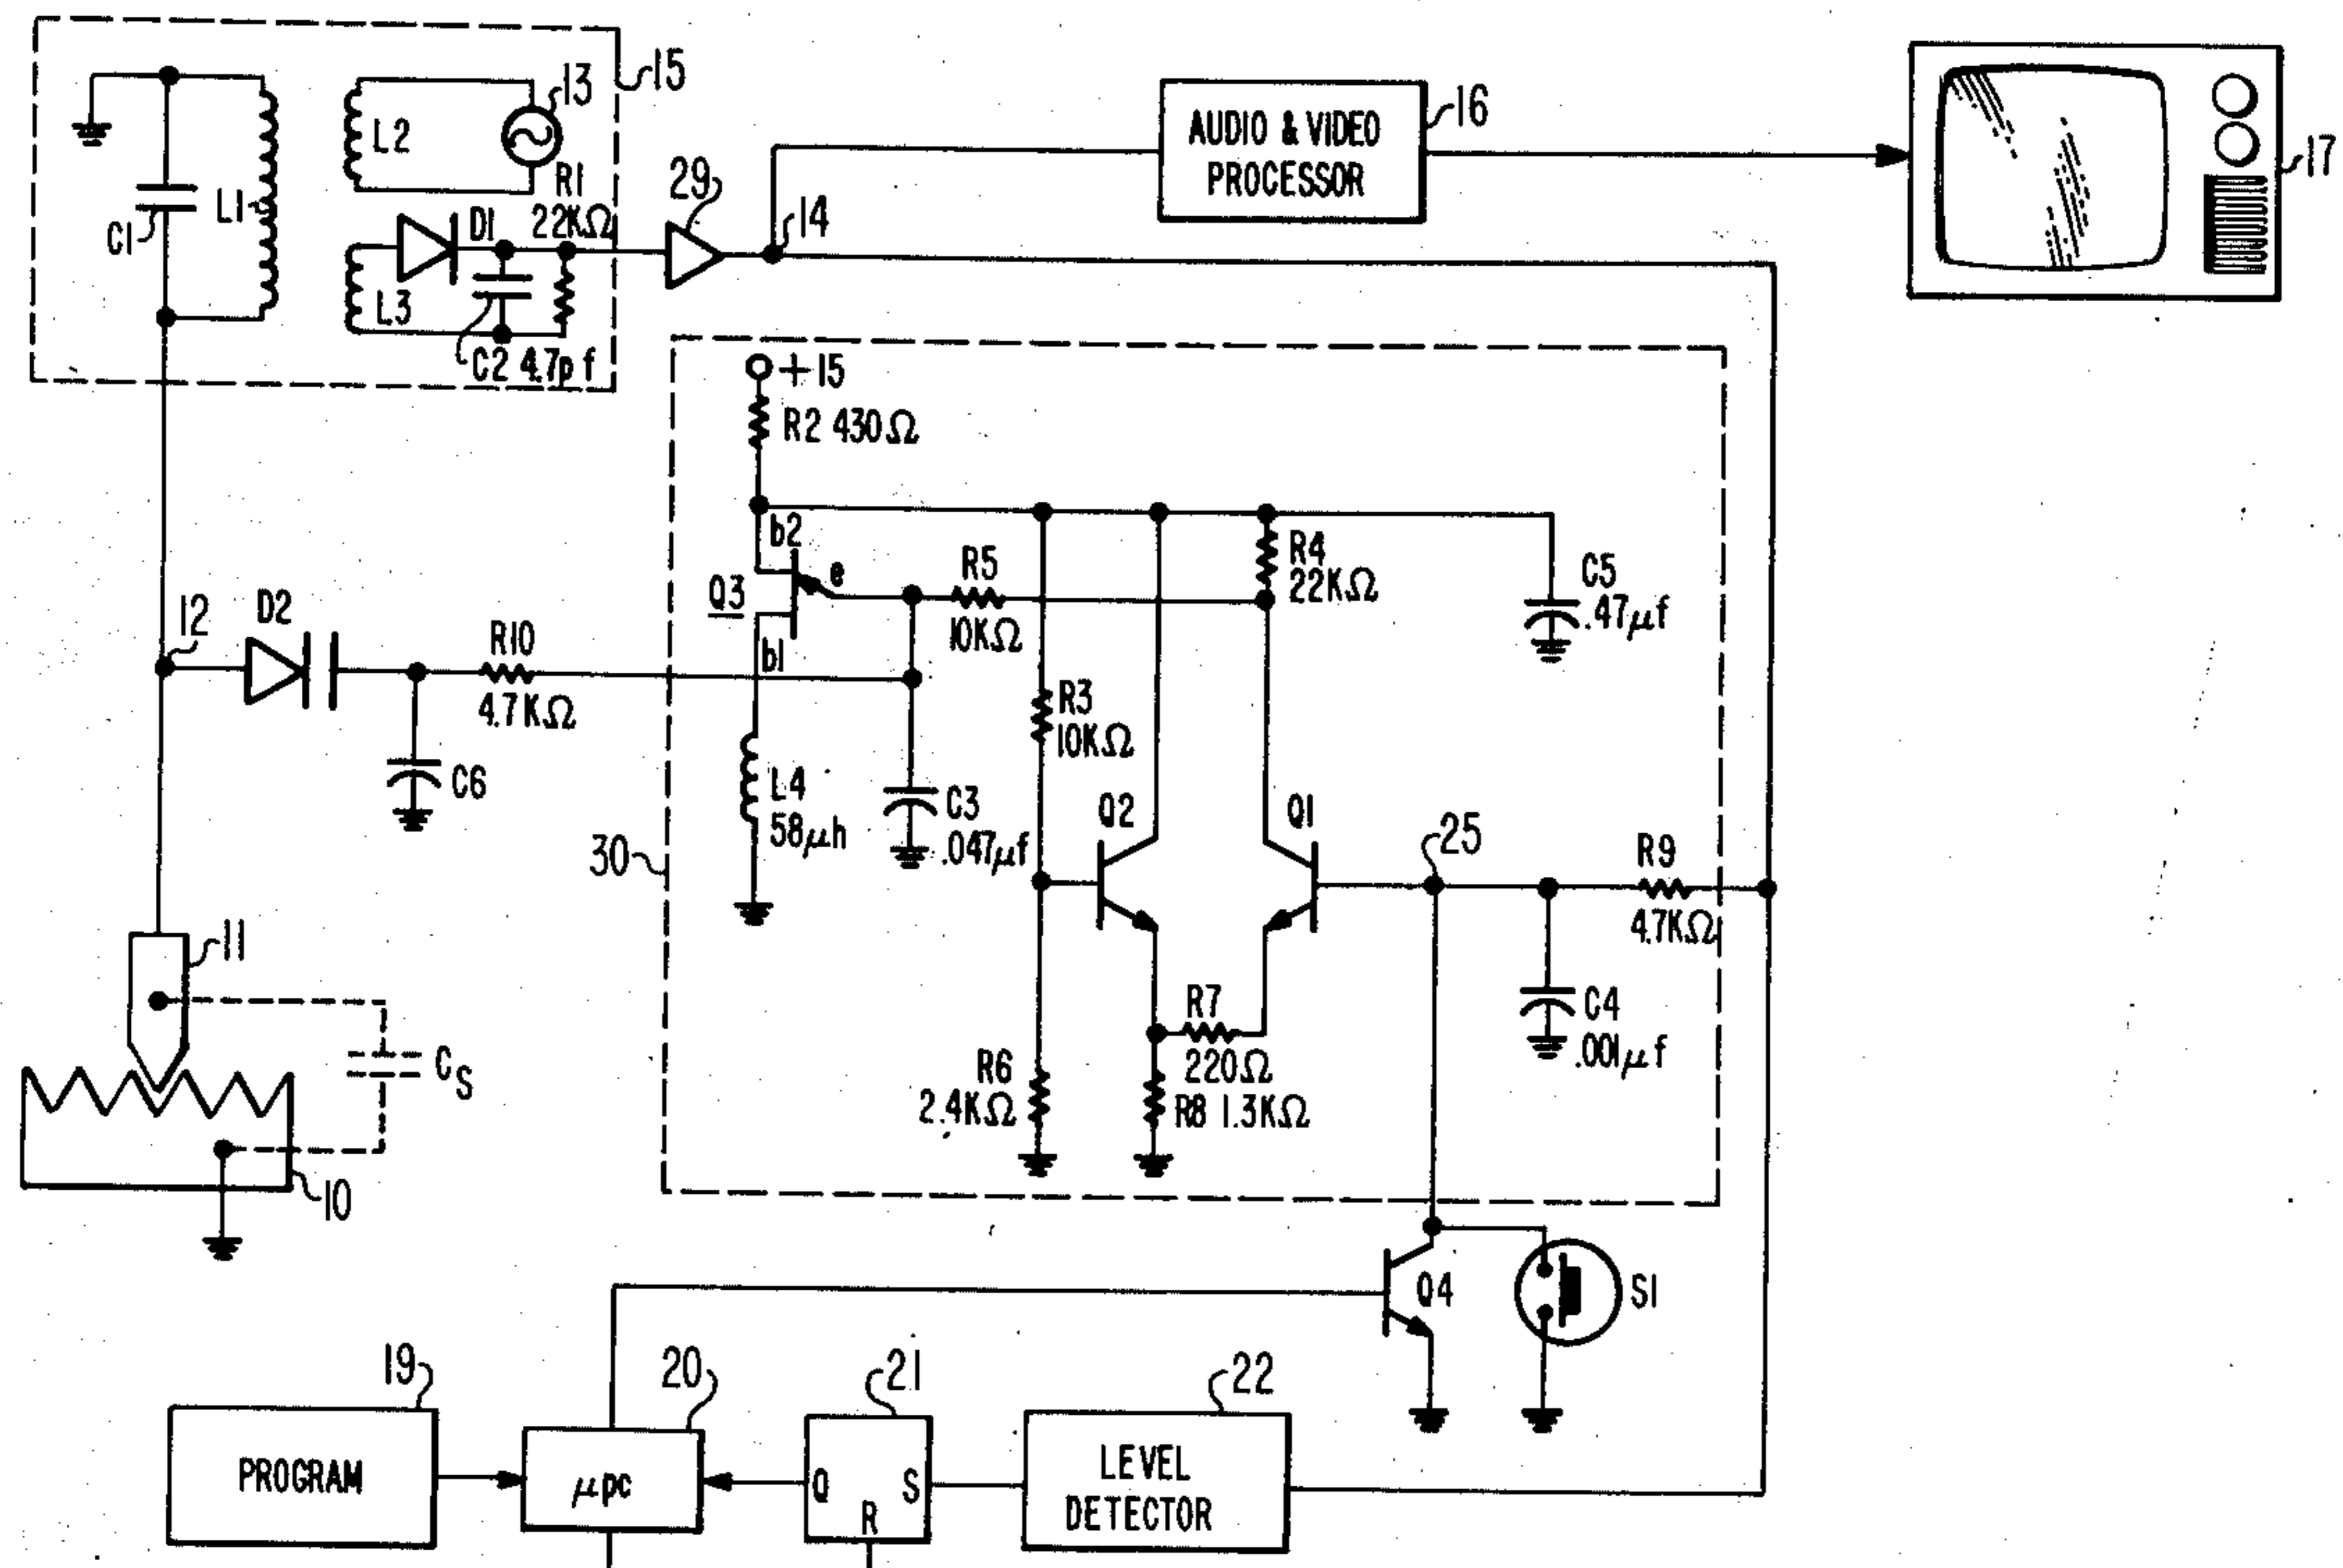 15
13
L2
R1
22KΩ
L1
C1
D1
L3
C2 4.7pf
29
14
AUDIO & VIDEO
PROCESSOR
16
17
+15
R2 430Ω
b2
Q3
e
b1
R5
10KΩ
R4
22KΩ
C5
.47μf
12
D2
R10
4.7KΩ
C6
R3
10KΩ
L4
58μh
C3
.047μf
30
Q2
Q1
25
R9
4.7KΩ
C4
.001μf
11
CS
10
R7
220Ω
R6
2.4KΩ
R8 1.3KΩ
Q4
S1
19
PROGRAM
20
μpc
21
Q
S
R
22
LEVEL
DETECTOR